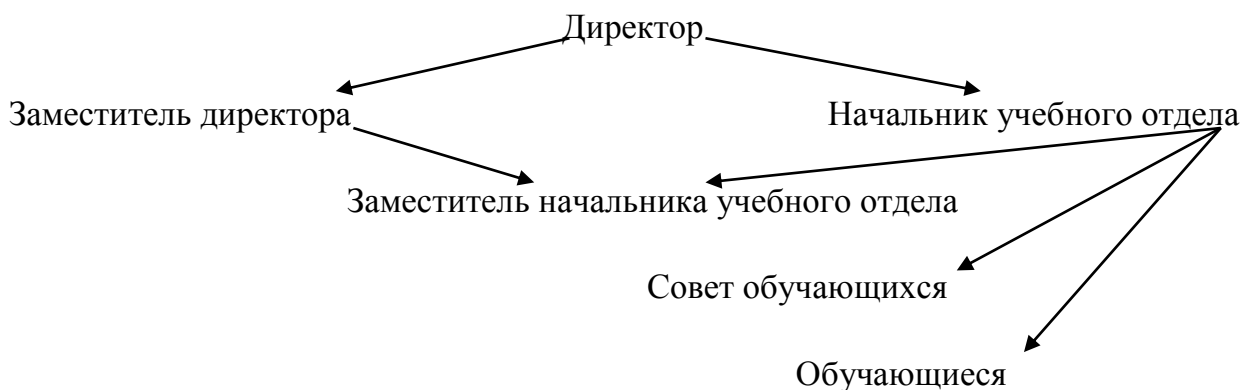 Директор
Заместитель директора
Начальник учебного отдела
Заместитель начальника учебного отдела
Совет обучающихся
Обучающиеся